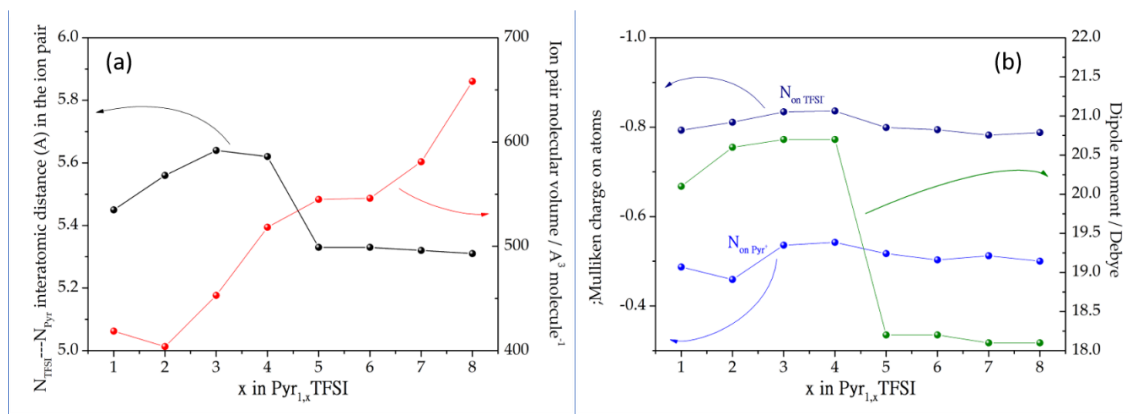 (a)
N_TFSI---N_Pyr interatomic distance (A) in the ion pair
6.0
5.8
5.6
5.4
5.2
5.0
700
600
500
400
Ion pair molecular volume / A³ molecule⁻¹
1 2 3 4 5 6 7 8
x in Pyr₁,ₓTFSI
(b)
;Mulliken charge on atoms
-1.0
-0.8
-0.6
-0.4
N on TFSI
N on Pyr⁺
22.0
21.5
21.0
20.5
20.0
19.5
19.0
18.5
18.0
Dipole moment / Debye
1 2 3 4 5 6 7 8
x in Pyr₁,ₓTFSI